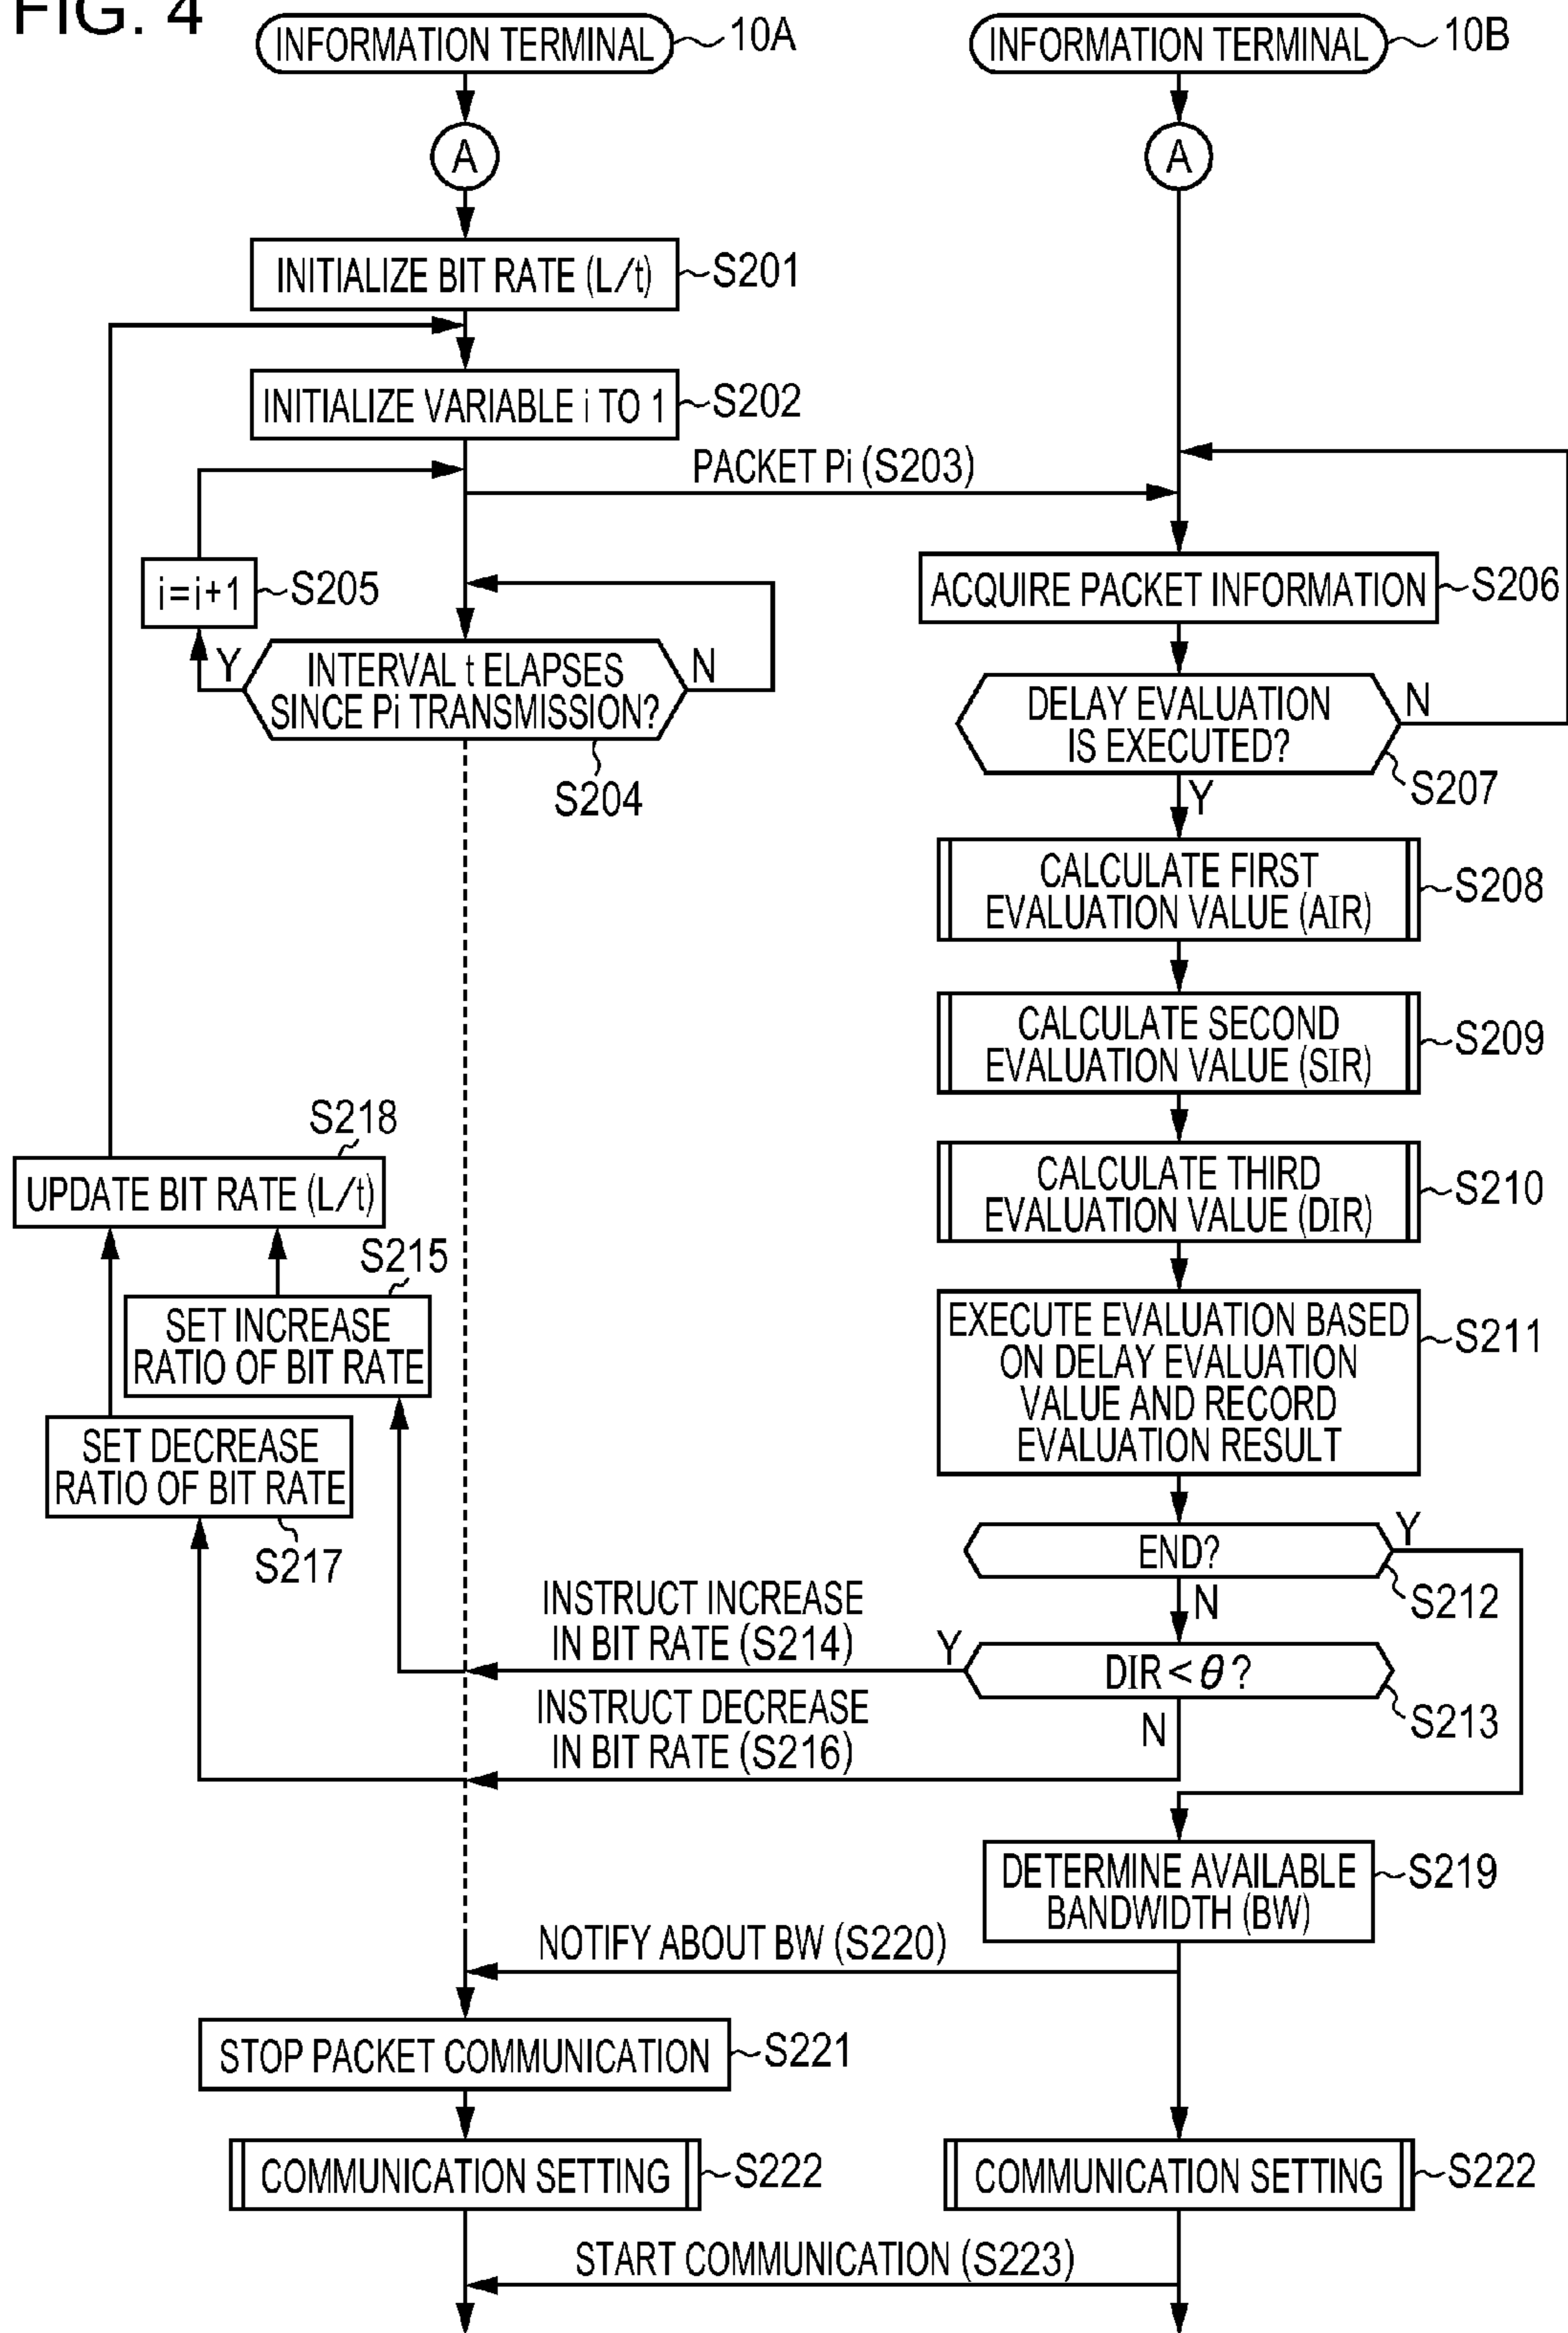 FIG. 4
INFORMATION TERMINAL
10A
INFORMATION TERMINAL
10B
A
A
INITIALIZE BIT RATE (L/t)
S201
INITIALIZE VARIABLE i TO 1
S202
PACKET Pi (S203)
i=i+1
S205
ACQUIRE PACKET INFORMATION
S206
Y
INTERVAL t ELAPSES
SINCE Pi TRANSMISSION?
N
S204
DELAY EVALUATION
IS EXECUTED?
N
S207
Y
CALCULATE FIRST
EVALUATION VALUE (AIR)
S208
CALCULATE SECOND
EVALUATION VALUE (SIR)
S209
S218
UPDATE BIT RATE (L/t)
CALCULATE THIRD
EVALUATION VALUE (DIR)
S210
S215
SET INCREASE
RATIO OF BIT RATE
EXECUTE EVALUATION BASED
ON DELAY EVALUATION
VALUE AND RECORD
EVALUATION RESULT
S211
SET DECREASE
RATIO OF BIT RATE
S217
END?
Y
S212
N
INSTRUCT INCREASE
IN BIT RATE (S214)
Y
DIR < θ ?
S213
INSTRUCT DECREASE
IN BIT RATE (S216)
N
DETERMINE AVAILABLE
BANDWIDTH (BW)
S219
NOTIFY ABOUT BW (S220)
STOP PACKET COMMUNICATION
S221
COMMUNICATION SETTING
S222
COMMUNICATION SETTING
S222
START COMMUNICATION (S223)